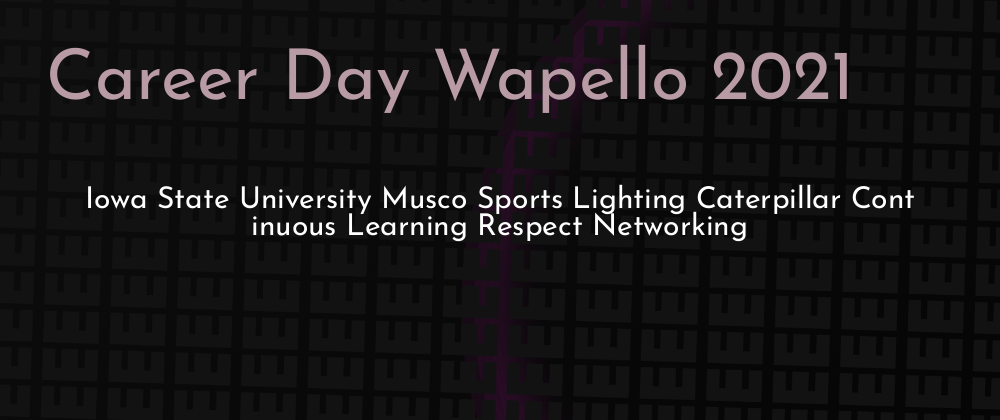 Career Day Wapello 2021
Iowa State University Musco Sports Lighting Caterpillar Cont
inuous Learning Respect Networking